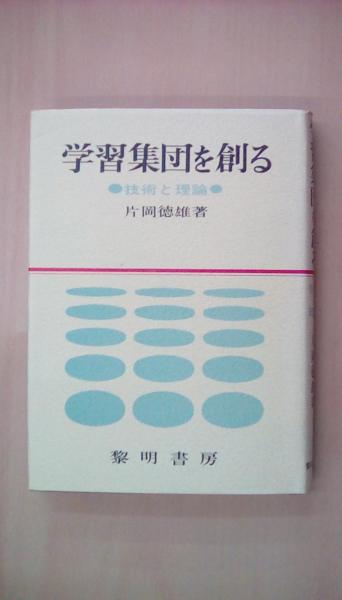 学習集団を創る
●技術と理論●
片岡徳雄著
黎明書房